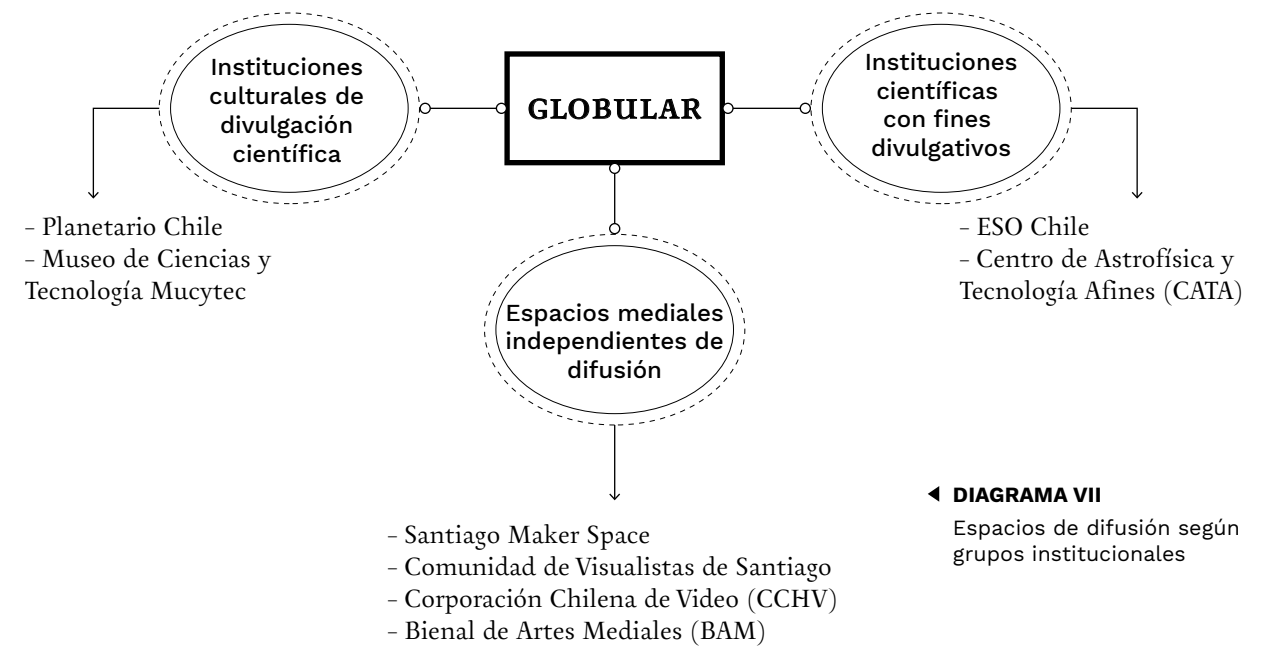 Instituciones
culturales de
divulgación
científica
GLOBULAR
Instituciones
científicas
con fines
divulgativos
- Planetario Chile
- Museo de Ciencias y
Tecnología Mucytec
- ESO Chile
- Centro de Astrofísica y
Tecnología Afines (CATA)
Espacios mediales
independientes de
difusión
- Santiago Maker Space
- Comunidad de Visualistas de Santiago
- Corporación Chilena de Video (CCHV)
- Bienal de Artes Mediales (BAM)
DIAGRAMA VII
Espacios de difusión según
grupos institucionales